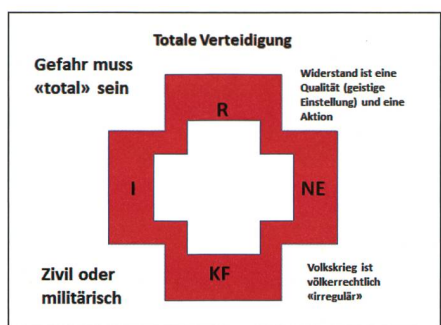 Totale Verteidigung
Gefahr muss
«total» sein
Widerstand ist eine
Qualität (geistige
Einstellung) und eine
Aktion
R
I
NE
KF
Zivil oder
militärisch
Volkskrieg ist
völkerrechtlich
«irregulär»